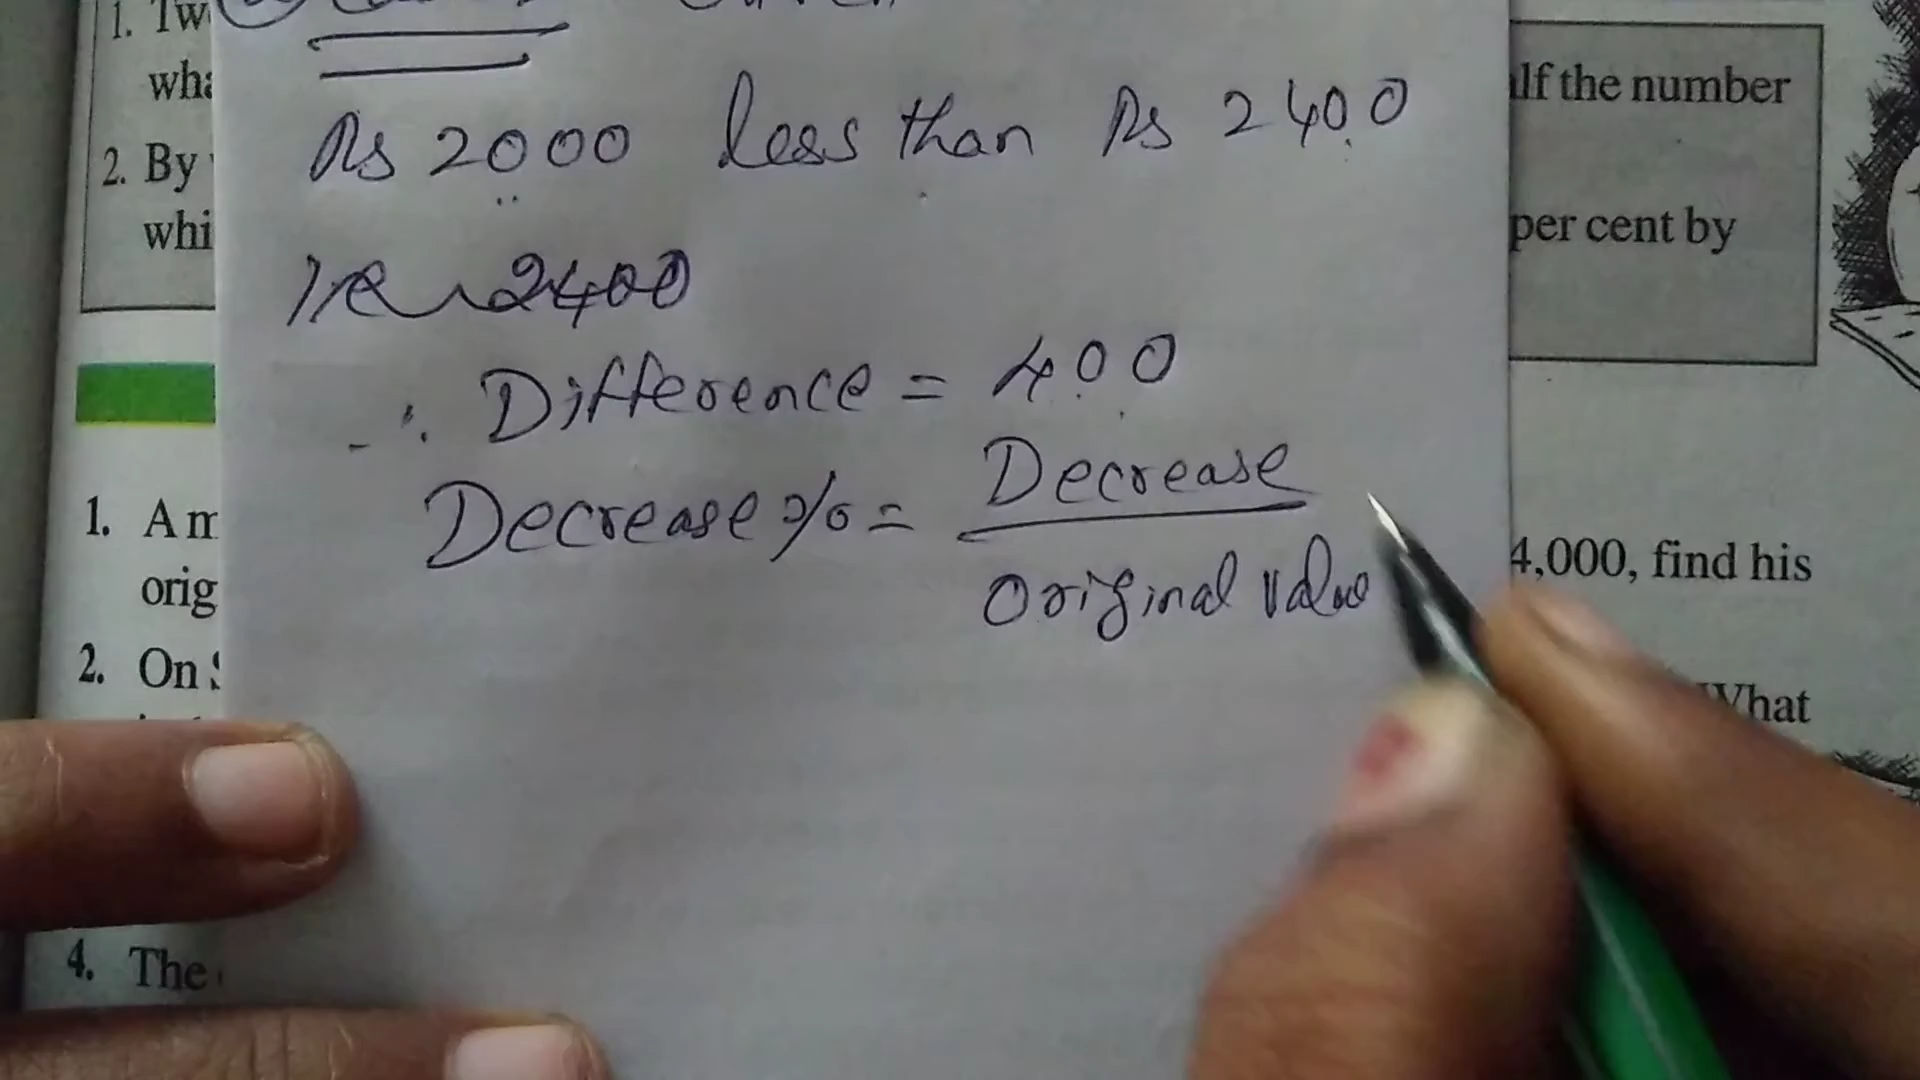 1. Tw
wha
2. By
whi
lf the number
per cent by
Rs 2000 less than Rs 2400
2400
∴ Difference = 400
Decrease % = Decrease
Original value
1. A m
orig
4,000, find his
2. On S
What
4. The